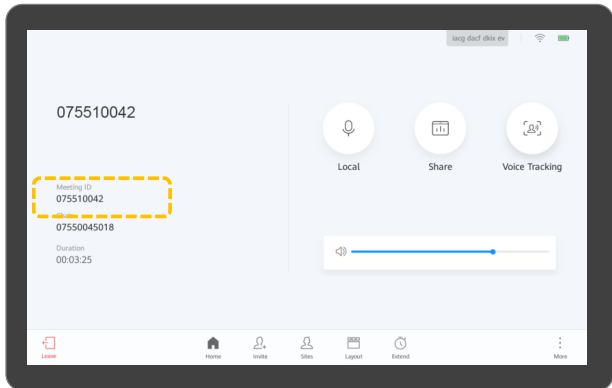 iacg dacf dkix ev
075510042
Meeting ID
075510042
07550045018
Duration
00:03:25
Local
Share
Voice Tracking
Leave
Home
Invite
Sites
Layout
Extend
More